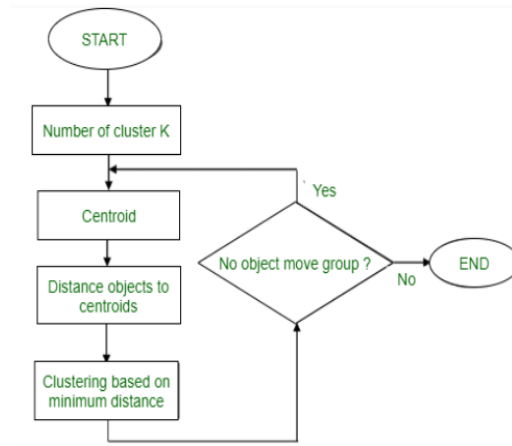 START
Number of cluster K
Centroid
Distance objects to
centroids
Clustering based on
minimum distance
No object move group ?
Yes
No
END